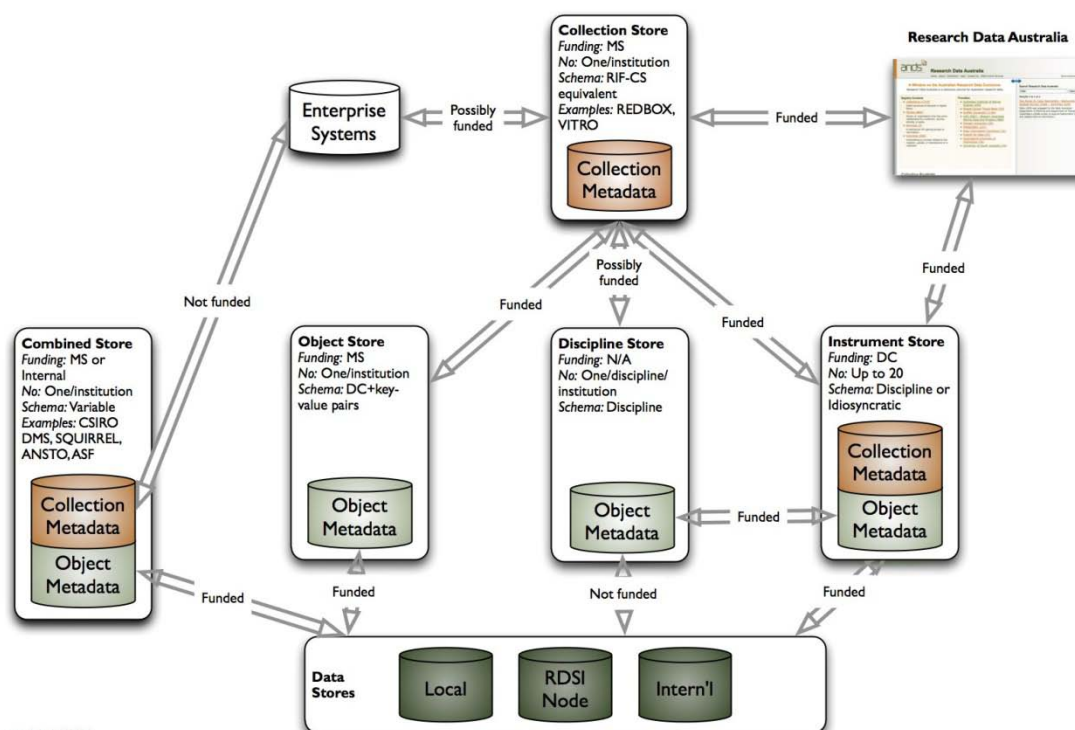 Collection Store
Funding: MS
No: One/institution
Schema: RIF-CS
equivalent
Examples: REDBOX,
VITRO
Collection
Metadata
Research Data Australia
ands
Research Data Australia
Enterprise
Systems
Possibly
funded
Funded
Not funded
Funded
Possibly
funded
Funded
Funded
Combined Store
Funding: MS or
Internal
No: One/institution
Schema: Variable
Examples: CSIRO
DMS, SQUIRREL,
ANSTO, ASF
Collection
Metadata
Object
Metadata
Object Store
Funding: MS
No: One/institution
Schema: DC+key-
value pairs
Object
Metadata
Discipline Store
Funding: N/A
No: One/discipline/
institution
Schema: Discipline
Object
Metadata
Funded
Instrument Store
Funding: DC
No: Up to 20
Schema: Discipline or
Idiosyncratic
Collection
Metadata
Object
Metadata
Funded
Funded
Not funded
Funded
Data
Stores
Local
RDSI
Node
Intern'l